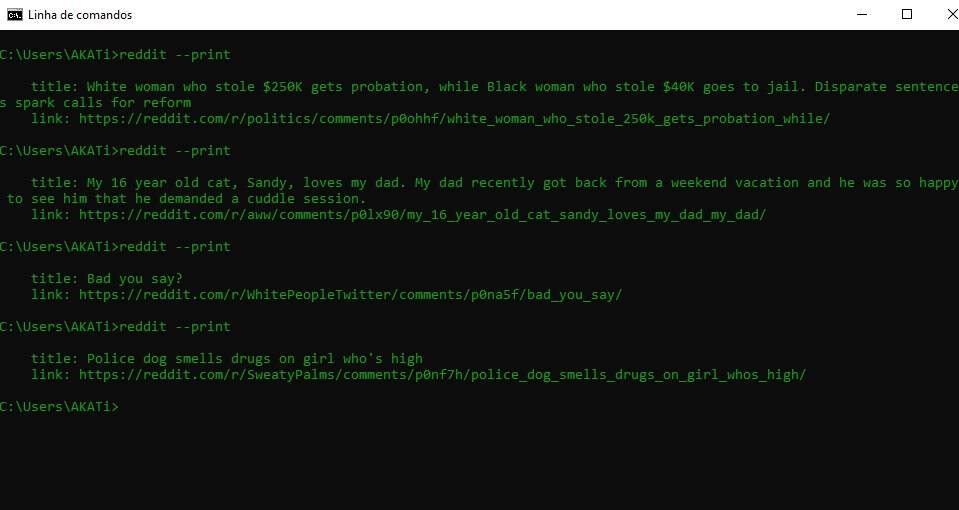 Linha de comandos
C:\Users\AKATi>reddit --print
title: White woman who stole $250K gets probation, while Black woman who stole $40K goes to jail. Disparate sentence
s spark calls for reform
link: https://reddit.com/r/politics/comments/p0ohhf/white_woman_who_stole_250k_gets_probation_while/
C:\Users\AKATi>reddit --print
title: My 16 year old cat, Sandy, loves my dad. My dad recently got back from a weekend vacation and he was so happy
to see him that he demanded a cuddle session.
link: https://reddit.com/r/aww/comments/p0lx90/my_16_year_old_cat_sandy_loves_my_dad_my_dad/
C:\Users\AKATi>reddit --print
title: Bad you say?
link: https://reddit.com/r/WhitePeopleTwitter/comments/p0na5f/bad_you_say/
C:\Users\AKATi>reddit --print
title: Police dog smells drugs on girl who's high
link: https://reddit.com/r/SweatyPalms/comments/p0nf7h/police_dog_smells_drugs_on_girl_whos_high/
C:\Users\AKATi>